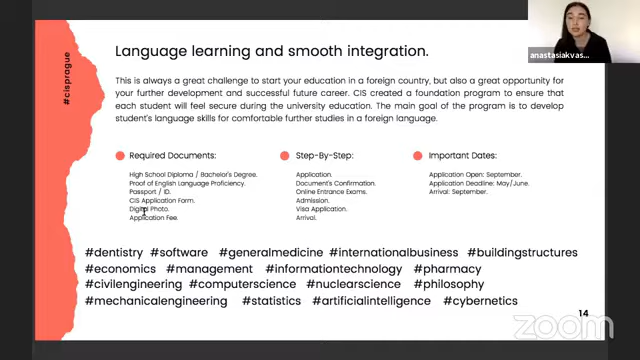 anastasiakvas...
#cisprague
Language learning and smooth integration.
This is always a great challenge to start your education in a foreign country, but also a great opportunity for
your further development and successful future career. CIS created a foundation program to ensure that
each student will feel secure during the university education. The main goal of the program is to develop
student's language skills for comfortable further studies in a foreign language.
Required Documents:
High School Diploma / Bachelor's Degree.
Proof of English Language Proficiency.
Passport / ID.
CIS Application Form.
Digital Photo.
Application Fee.
Step-By-Step:
Application.
Document's Confirmation.
Online Entrance Exams.
Admission.
Visa Application.
Arrival.
Important Dates:
Application Open: September.
Application Deadline: May/June.
Arrival: September.
#dentistry #software #generalmedicine #internationalbusiness #buildingstructures
#economics #management #informationtechnology #pharmacy
#civilengineering #computerscience #nuclearscience #philosophy
#mechanicalengineering #statistics #artificialintelligence #cybernetics
14
zoom